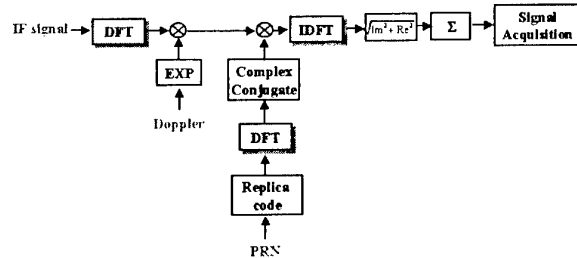 IF signal
DFT
IDFT
√Im² + Re²
Σ
Signal
Acquisition
EXP
Doppler
Complex
Conjugate
DFT
Replica
code
PRN